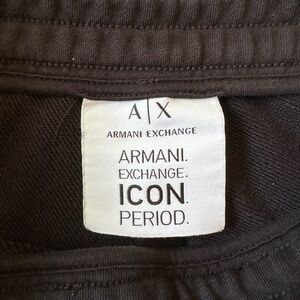 A|X
ARMANI EXCHANGE
ARMANI.
EXCHANGE.
ICON.
PERIOD.